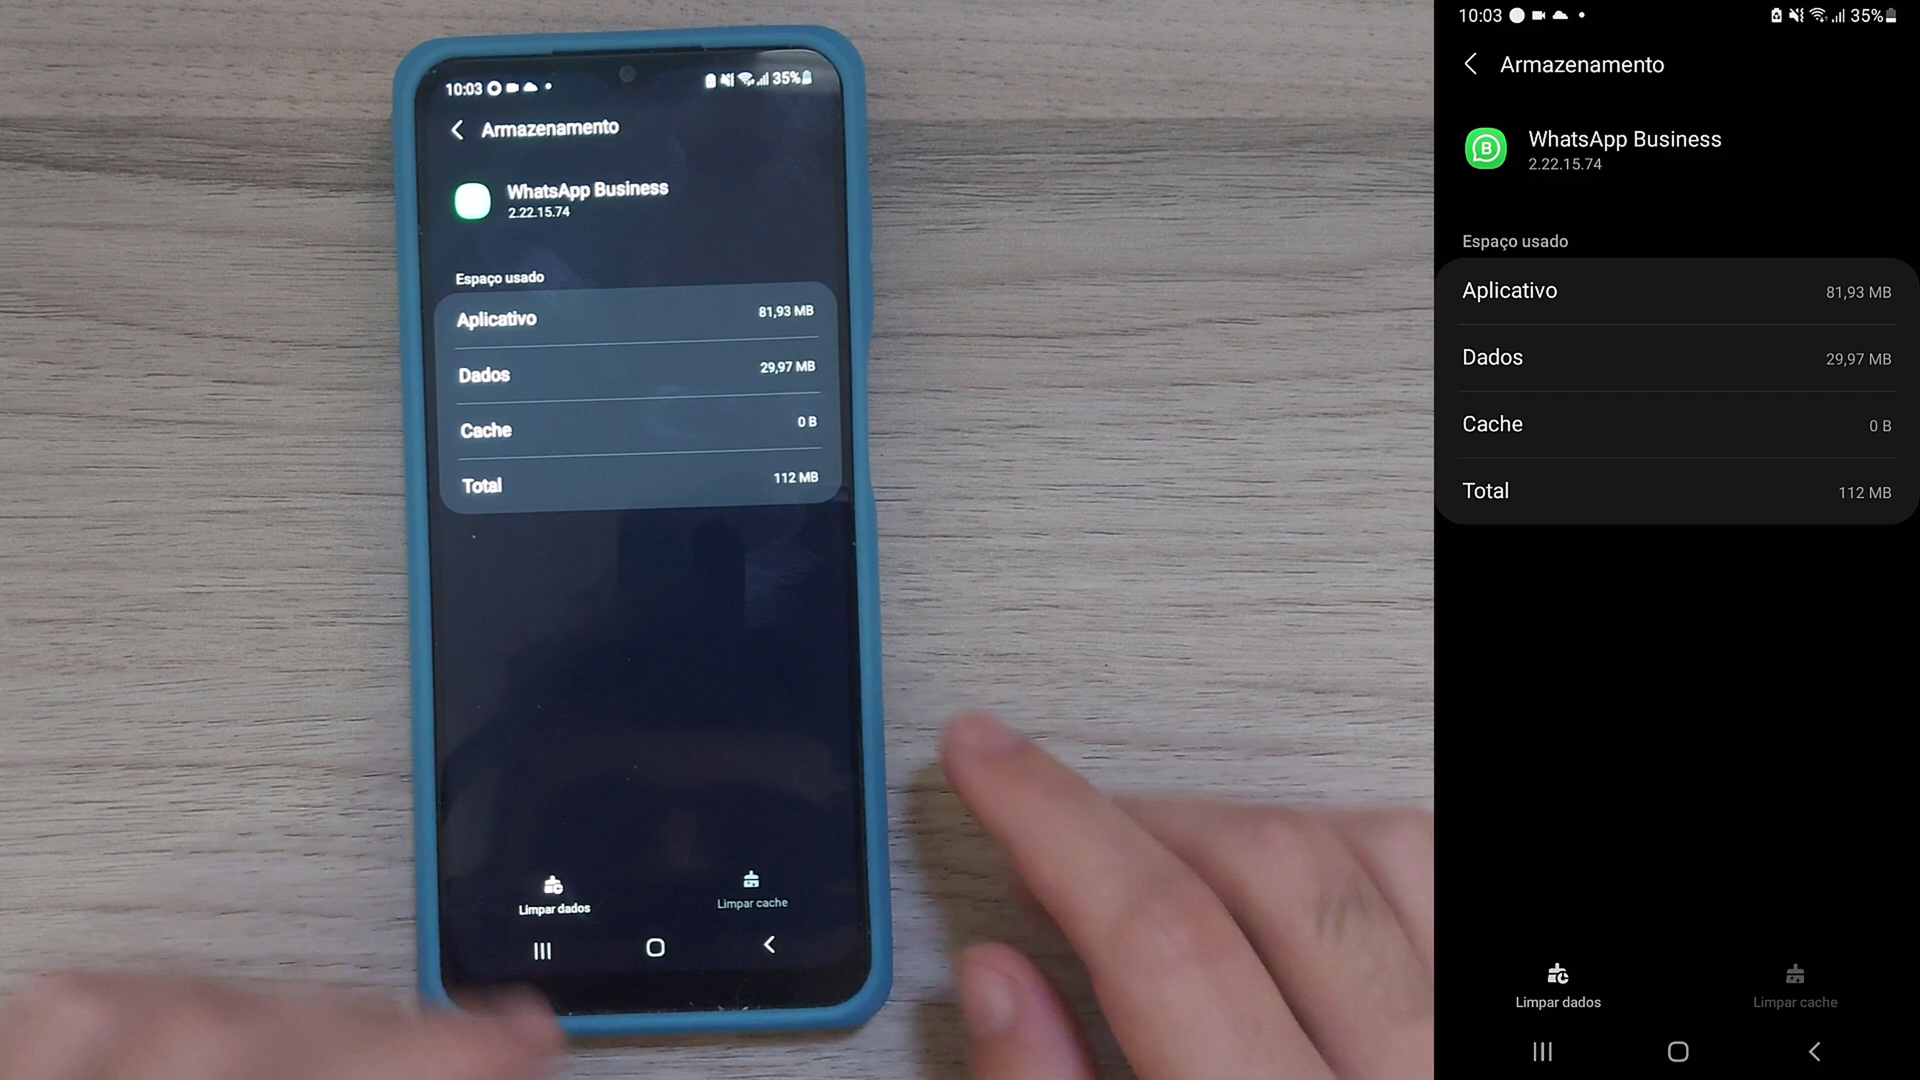 10:03
35%
Armazenamento
WhatsApp Business
2.22.15.74
Espaço usado
Aplicativo 81,93 MB
Dados 29,97 MB
Cache 0 B
Total 112 MB
Limpar dados Limpar cache
10:03
35%
Armazenamento
B
WhatsApp Business
2.22.15.74
Espaço usado
Aplicativo 81,93 MB
Dados 29,97 MB
Cache 0 B
Total 112 MB
Limpar dados Limpar cache